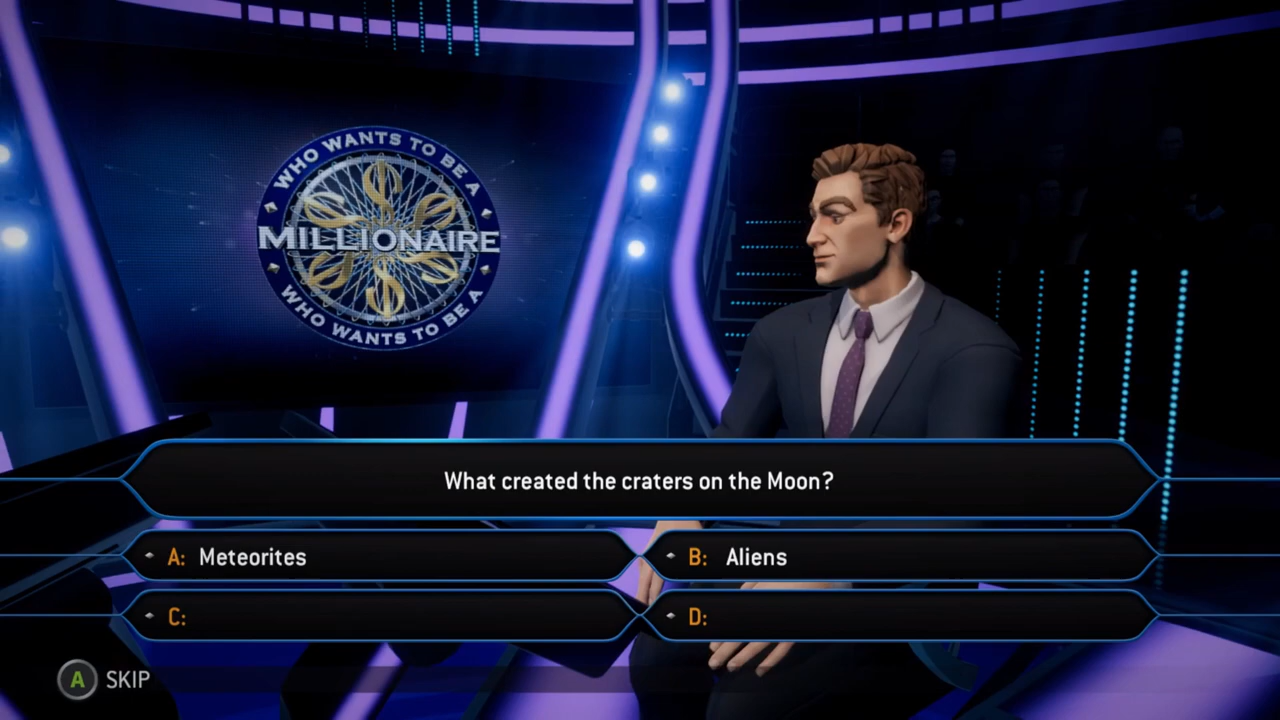 WHO WANTS TO BE A
MILLIONAIRE
WHO WANTS TO BE A
What created the craters on the Moon?
A: Meteorites
B: Aliens
C:
D:
A SKIP